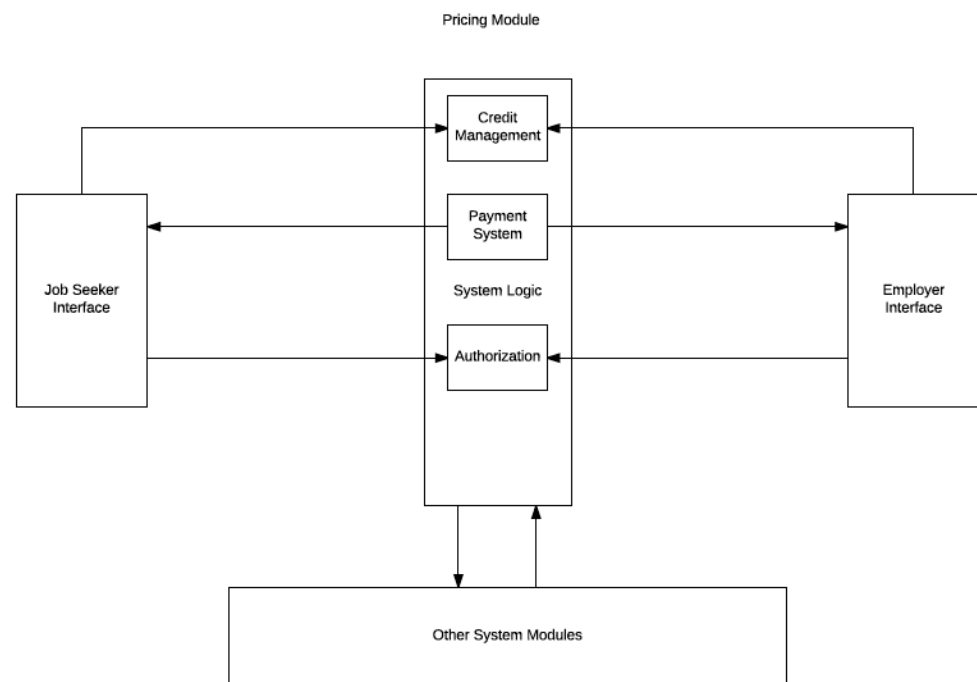 Pricing Module
Credit
Management
Payment
System
System Logic
Job Seeker
Interface
Employer
Interface
Authorization
Other System Modules